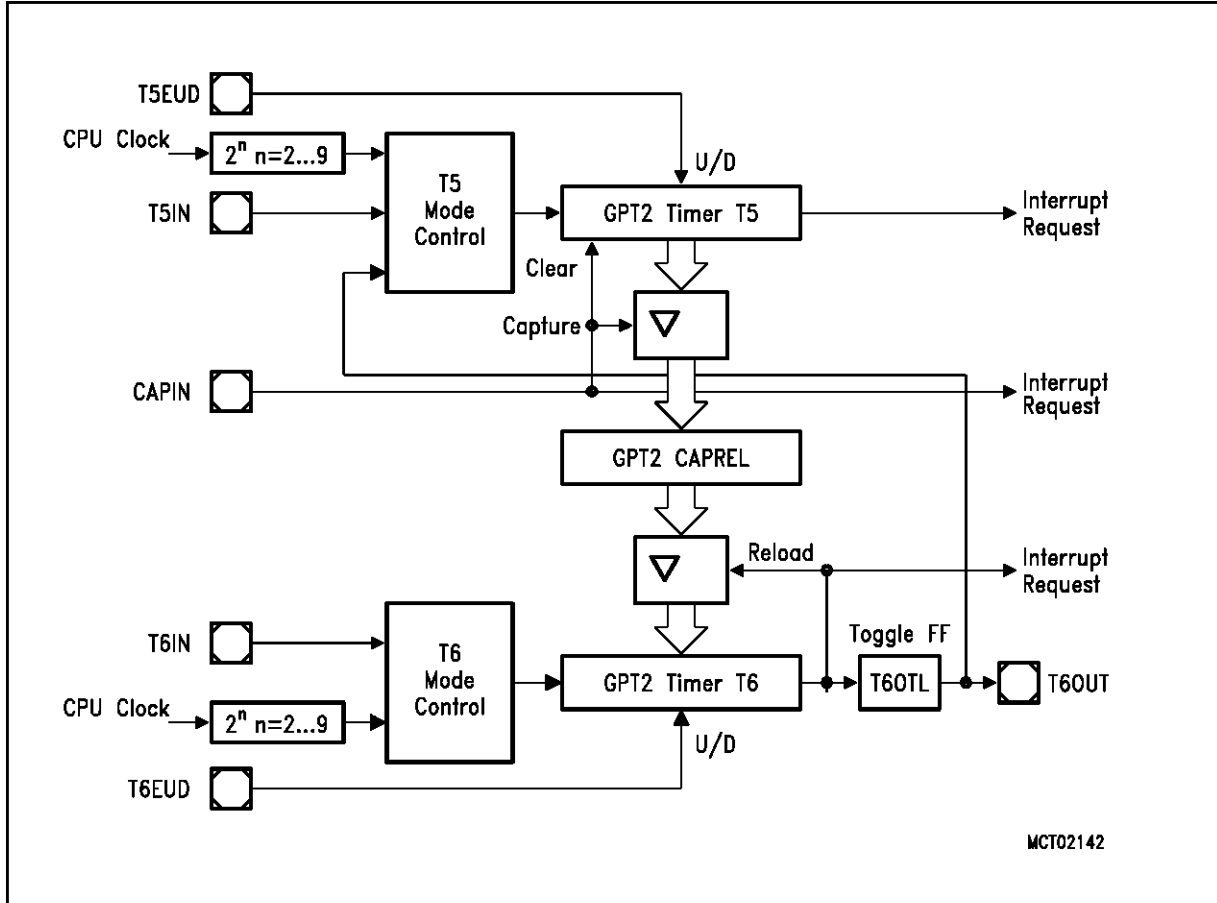 T5EUD
CPU Clock
2ⁿ n=2...9
T5IN
T5
Mode
Control
U/D
GPT2 Timer T5
Interrupt
Request
Clear
Capture
CAPIN
Interrupt
Request
GPT2 CAPREL
Reload
Interrupt
Request
T6IN
T6
Mode
Control
Toggle FF
GPT2 Timer T6
T6OTL
T6OUT
CPU Clock
2ⁿ n=2...9
U/D
T6EUD
MCT02142